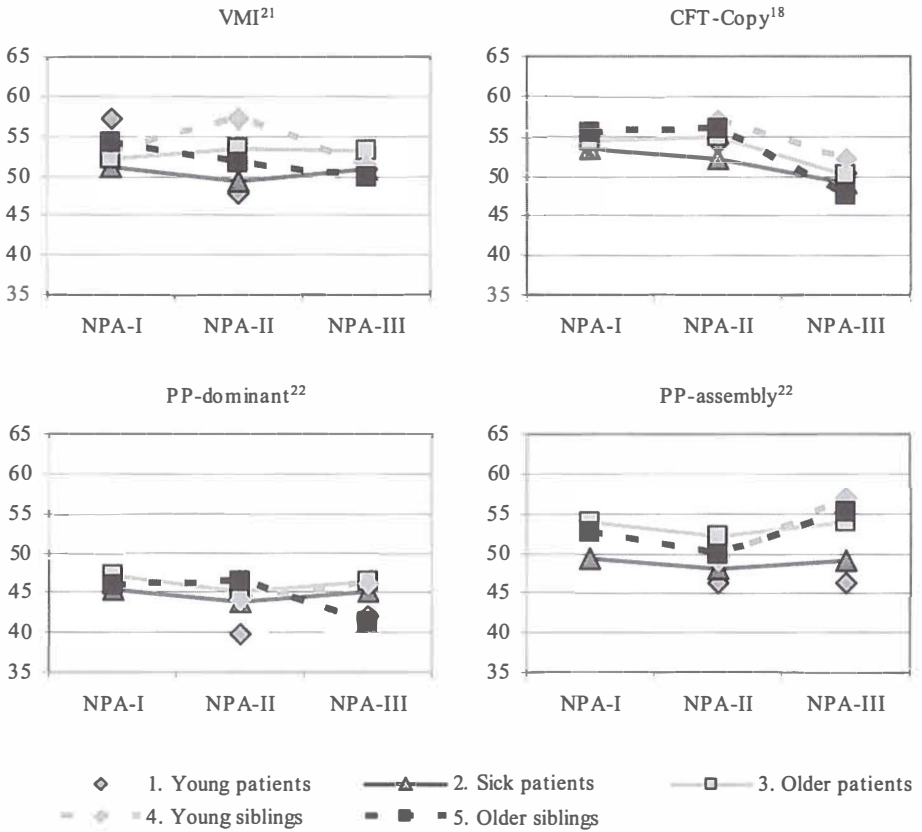 VMI²¹
CFT-Copy¹⁸
65
60
55
50
45
40
35
NPA-I NPA-II NPA-III
65
60
55
50
45
40
35
NPA-I NPA-II NPA-III
PP-dominant²²
PP-assembly²²
65
60
55
50
45
40
35
NPA-I NPA-II NPA-III
65
60
55
50
45
40
35
NPA-I NPA-II NPA-III
1. Young patients 2. Sick patients 3. Older patients
4. Young siblings 5. Older siblings